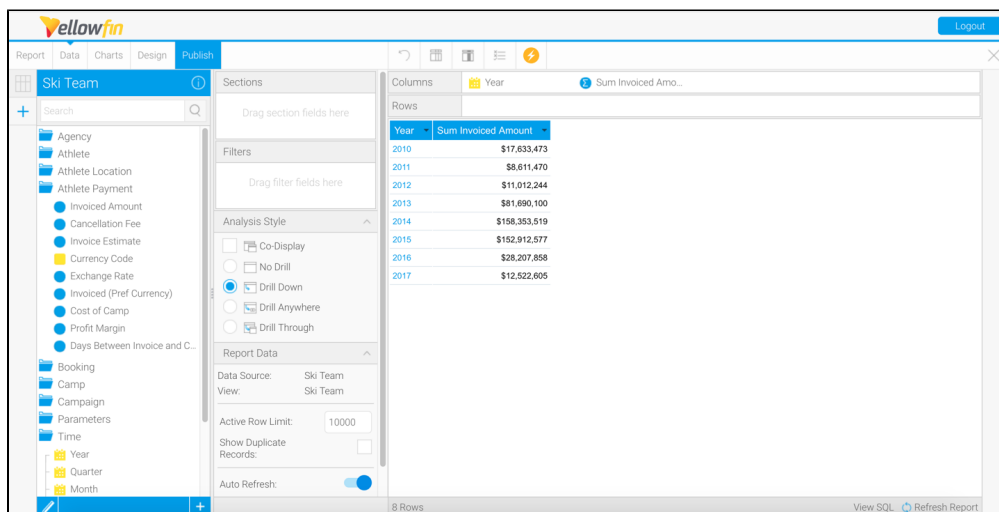 Yellowfin
Logout
Report Data Charts Design Publish
Ski Team
Search
Agency
Athlete
Athlete Location
Athlete Payment
Invoiced Amount
Cancellation Fee
Invoice Estimate
Currency Code
Exchange Rate
Invoiced (Pref Currency)
Cost of Camp
Profit Margin
Days Between Invoice and C...
Booking
Camp
Campaign
Parameters
Time
Year
Quarter
Month
Sections
Drag section fields here
Filters
Drag filter fields here
Analysis Style
Co-Display
No Drill
Drill Down
Drill Anywhere
Drill Through
Report Data
Data Source: Ski Team
View: Ski Team
Active Row Limit: 10000
Show Duplicate
Records:
Auto Refresh:
Columns Year Sum Invoiced Amo...
Rows
Year Sum Invoiced Amount
2010 $17,633,473
2011 $8,611,470
2012 $11,012,244
2013 $81,690,100
2014 $158,353,519
2015 $152,912,577
2016 $28,207,858
2017 $12,522,605
8 Rows View SQL Refresh Report